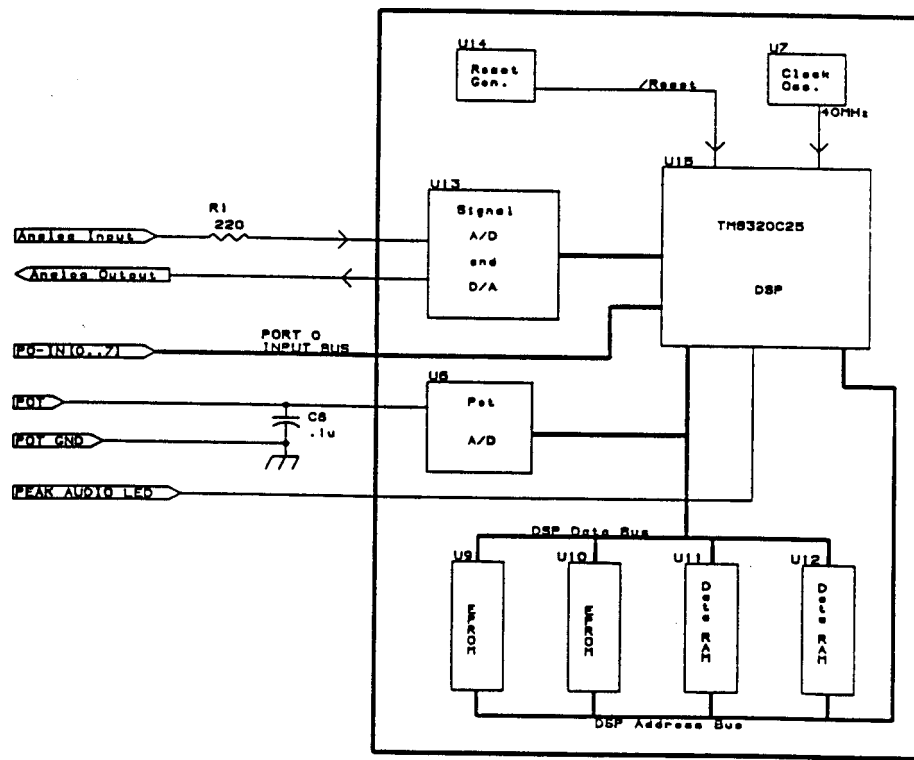 U14
Reset
Gen.
/Reset
U7
Clock
Osc.
40MHz
U15
TMS320C25
DSP
U13
Signal
A/D
and
D/A
R1
220
Analog Input
Analog Output
PORT 0
INPUT BUS
P0-IN[0..7]
U6
Pot
A/D
POT
C6
.1u
POT GND
PEAK AUDIO LED
DSP Data Bus
U9
EPROM
U10
EPROM
U11
Data RAM
U12
Data RAM
DSP Address Bus